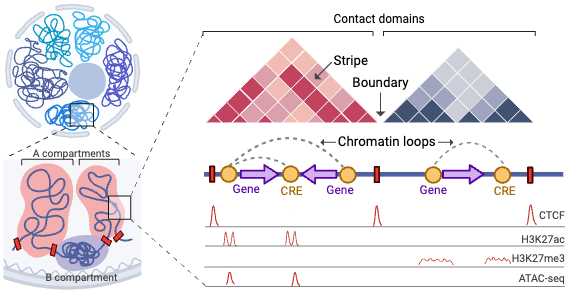 Contact domains
Stripe
Boundary
A compartments
Chromatin loops
Gene
CRE
Gene
Gene
CRE
B compartment
CTCF
H3K27ac
H3K27me3
ATAC-seq